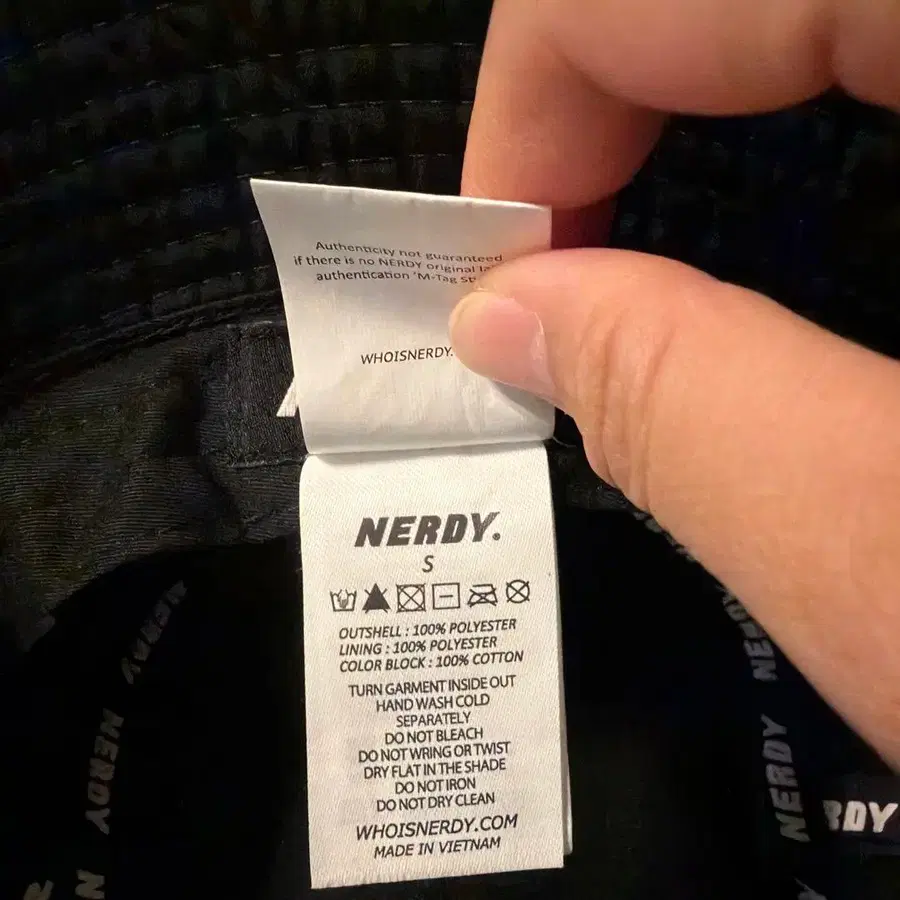 Authenticity not guaranteed
if there is no NERDY original
authentication 'M-Tag
WHOISNERDY.
NERDY.
S
OUTSHELL : 100% POLYESTER
LINING : 100% POLYESTER
COLOR BLOCK : 100% COTTON
TURN GARMENT INSIDE OUT
HAND WASH COLD
SEPARATELY
DO NOT BLEACH
DO NOT WRING OR TWIST
DRY FLAT IN THE SHADE
DO NOT IRON
DO NOT DRY CLEAN
WHOISNERDY.COM
MADE IN VIETNAM
NERDY
NERDY
N
NERDY
NERDY
RDY